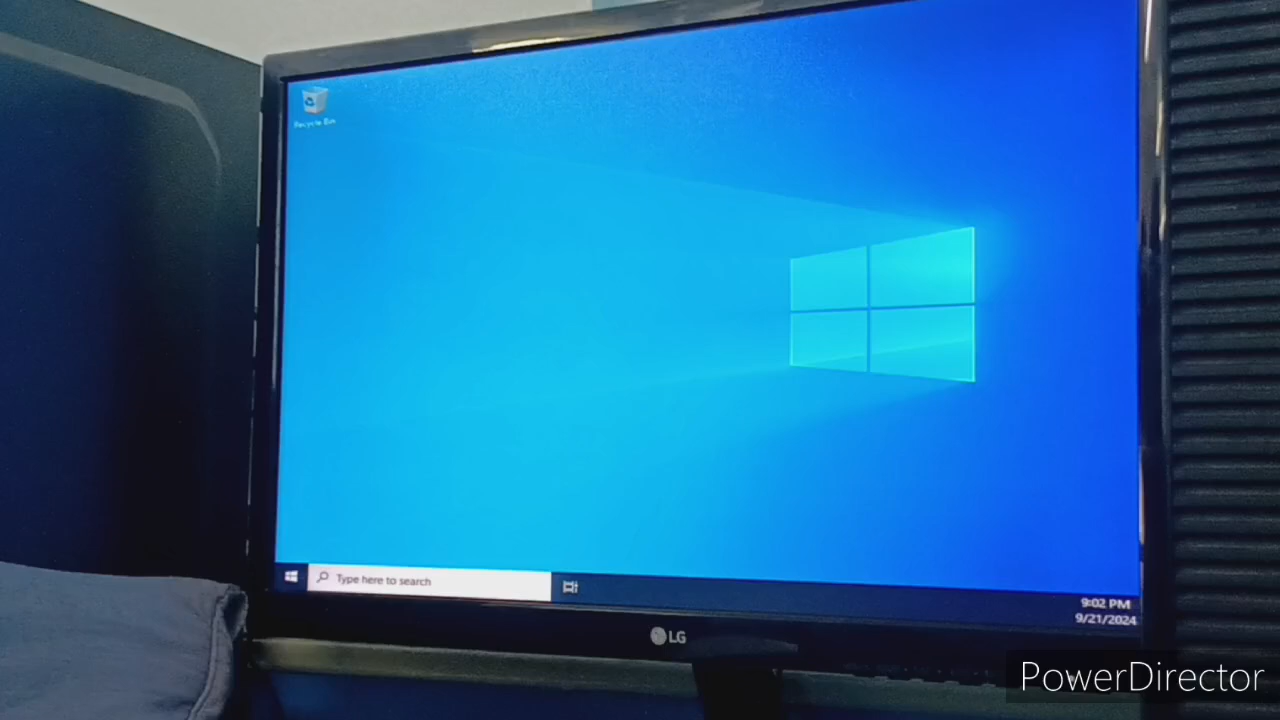 Recycle Bin
Type here to search
9:02 PM
9/21/2024
LG
PowerDirector